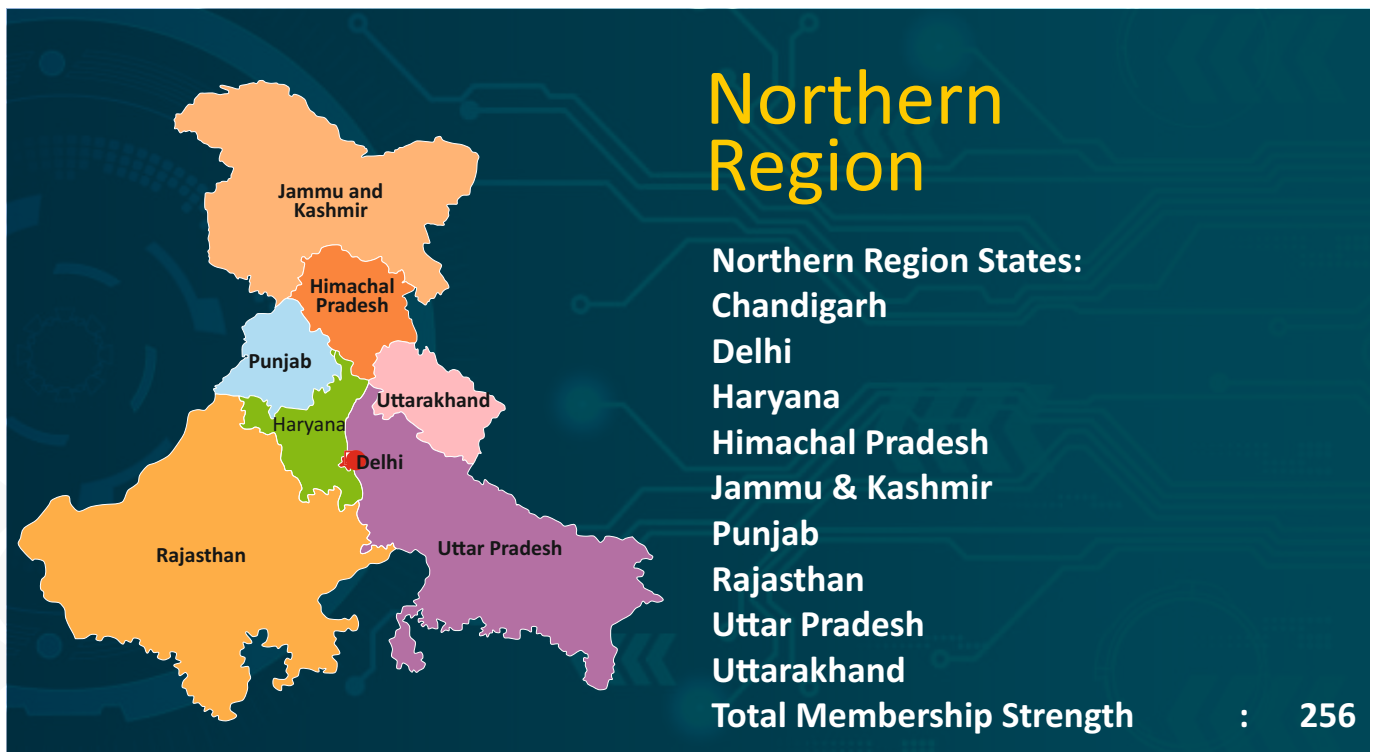 Northern
Region
Northern Region States:
Chandigarh
Delhi
Haryana
Himachal Pradesh
Jammu & Kashmir
Punjab
Rajasthan
Uttar Pradesh
Uttarakhand
Total Membership Strength : 256
Jammu and
Kashmir
Himachal
Pradesh
Punjab
Uttarakhand
Haryana
Delhi
Rajasthan
Uttar Pradesh